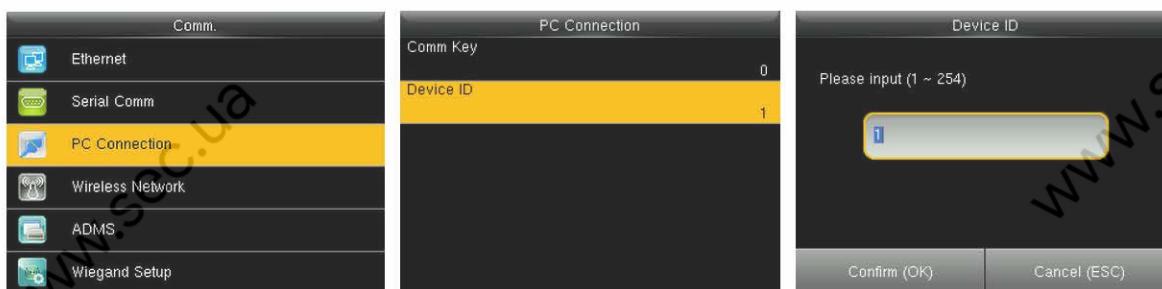 Comm.
Ethernet
Serial Comm
PC Connection
Wireless Network
ADMS
Wiegand Setup
PC Connection
Comm Key
0
Device ID
1
Device ID
Please input (1 ~ 254)
1
Confirm (OK)
Cancel (ESC)
www.sec.ua
www.s